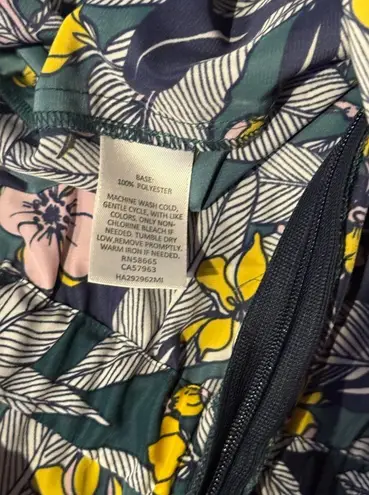 BASE:
100% POLYESTER
MACHINE WASH COLD,
GENTLE CYCLE, WITH LIKE
COLORS. ONLY NON-
CHLORINE BLEACH IF
NEEDED. TUMBLE DRY
LOW,REMOVE PROMPTLY.
WARM IRON IF NEEDED.
RN58665
CA57963
HA292962MI